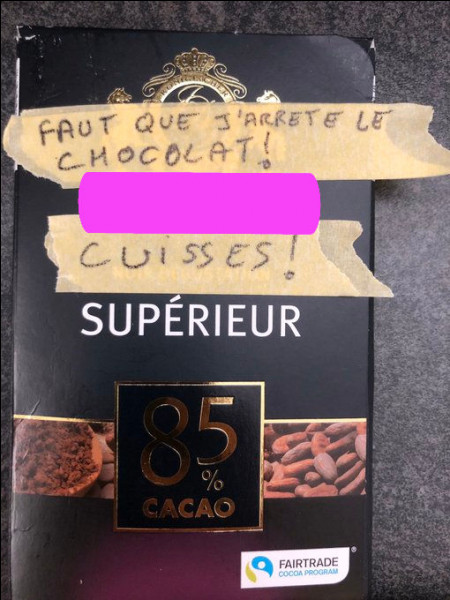 FAUT QUE J'ARRETE LE
CHOCOLAT!
CUISSES!
SUPÉRIEUR
85
%
CACAO
FAIRTRADE
COCOA PROGRAM